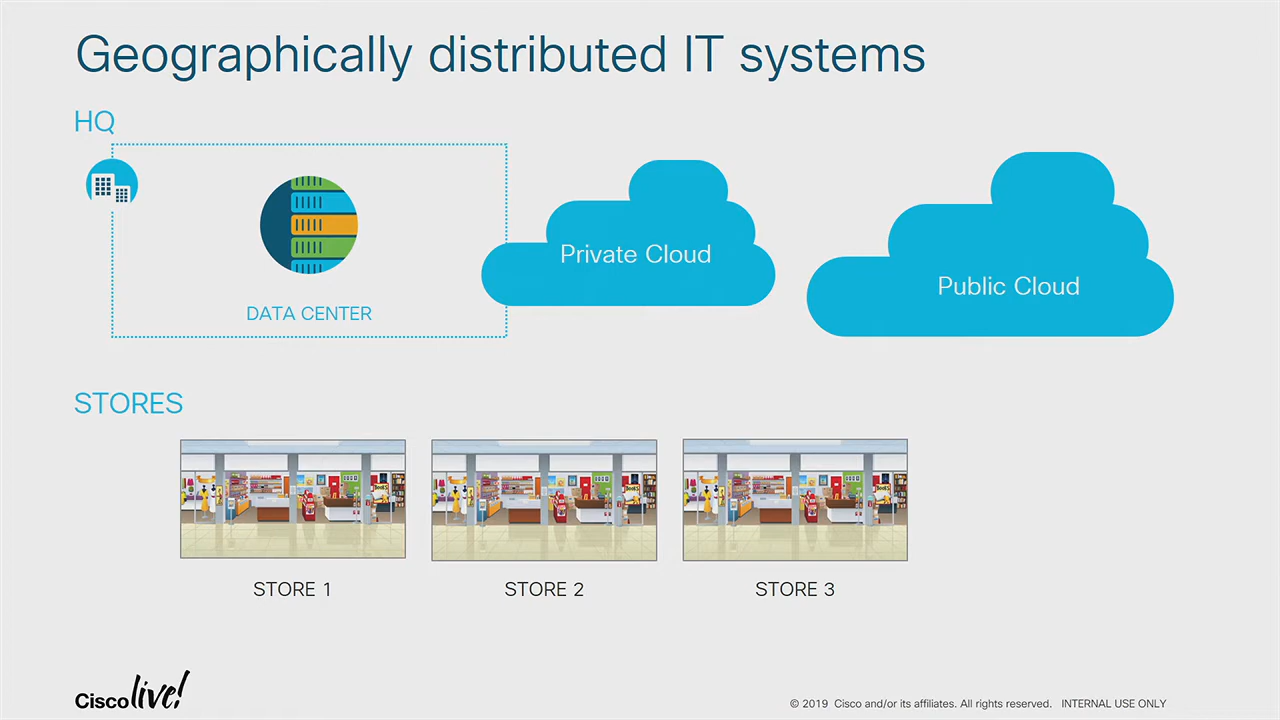 Geographically distributed IT systems
HQ
Private Cloud
Public Cloud
DATA CENTER
STORES
STORE 1
STORE 2
STORE 3
Cisco live!
© 2019 Cisco and/or its affiliates. All rights reserved. INTERNAL USE ONLY